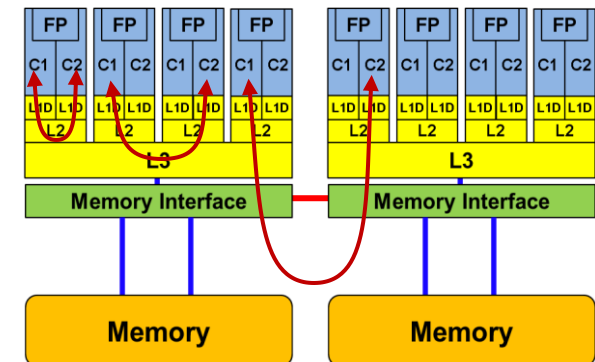 FP FP FP FP FP FP FP FP
C1 C2 C1 C2 C1 C2 C1 C2 C1 C2 C1 C2 C1 C2 C1 C2
L1D L1D L1D L1D L1D L1D L1D L1D L1D L1D L1D L1D L1D L1D L1D L1D
L2 L2 L2 L2 L2 L2 L2 L2
L3 L3
Memory Interface Memory Interface
Memory Memory